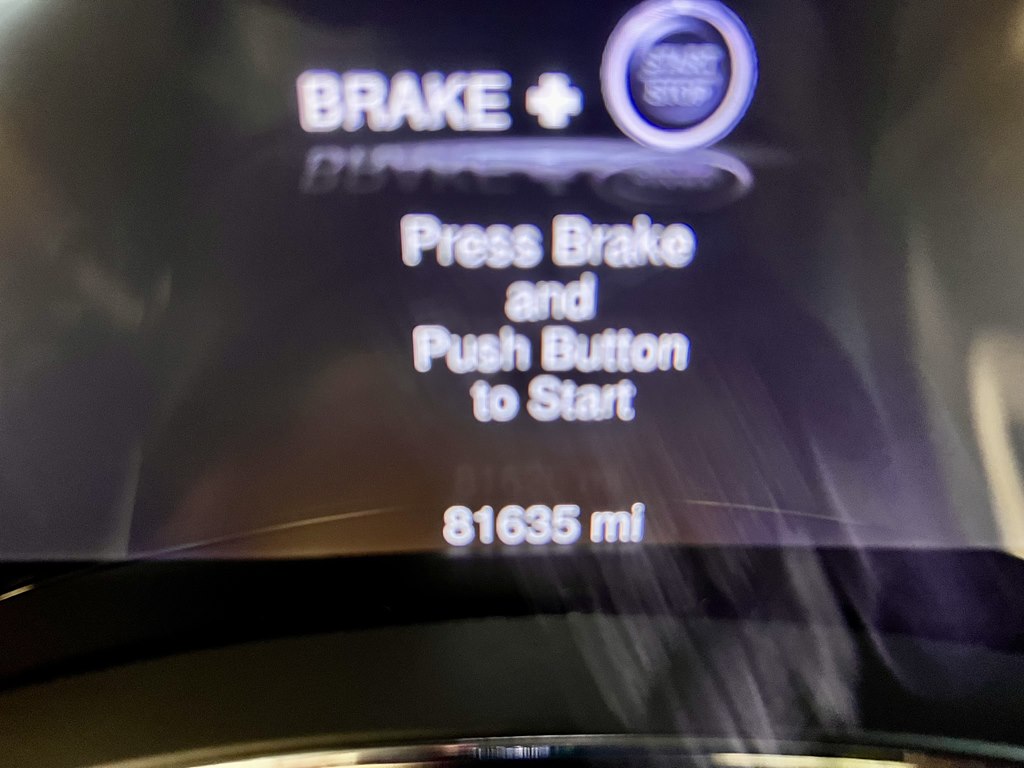 BRAKE + START STOP
Press Brake
and
Push Button
to Start
81635 mi